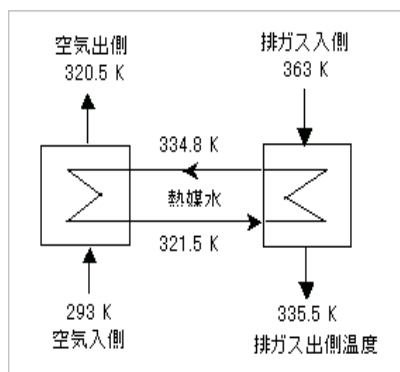 空気出側
320.5 K
排ガス入側
363 K
334.8 K
熱媒水
321.5 K
293 K
空気入側
335.5 K
排ガス出側温度